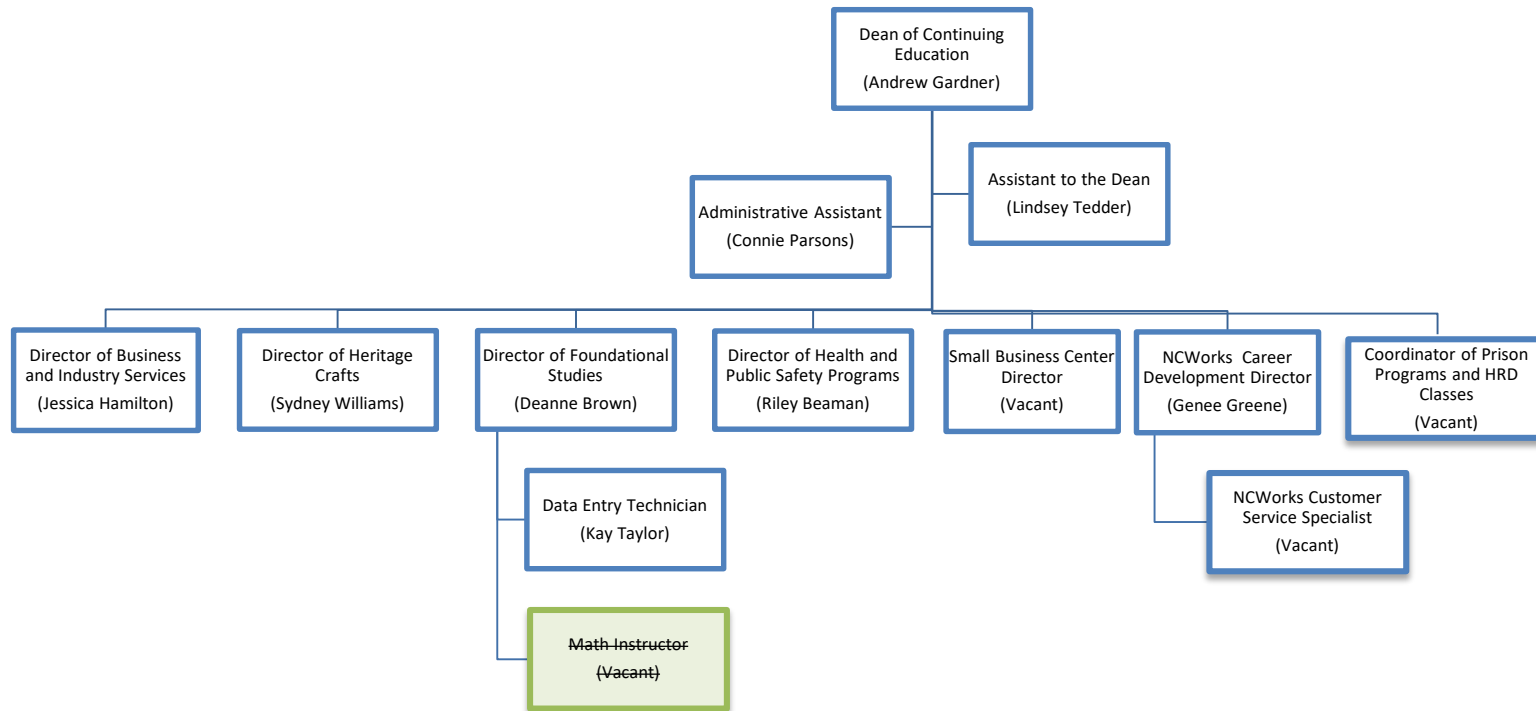 Dean of Continuing
Education
(Andrew Gardner)
Assistant to the Dean
(Lindsey Tedder)
Administrative Assistant
(Connie Parsons)
Director of Business
and Industry Services
(Jessica Hamilton)
Director of Heritage
Crafts
(Sydney Williams)
Director of Foundational
Studies
(Deanne Brown)
Director of Health and
Public Safety Programs
(Riley Beaman)
Small Business Center
Director
(Vacant)
NCWorks Career
Development Director
(Genee Greene)
Coordinator of Prison
Programs and HRD
Classes
(Vacant)
Data Entry Technician
(Kay Taylor)
NCWorks Customer
Service Specialist
(Vacant)
Math Instructor
(Vacant)